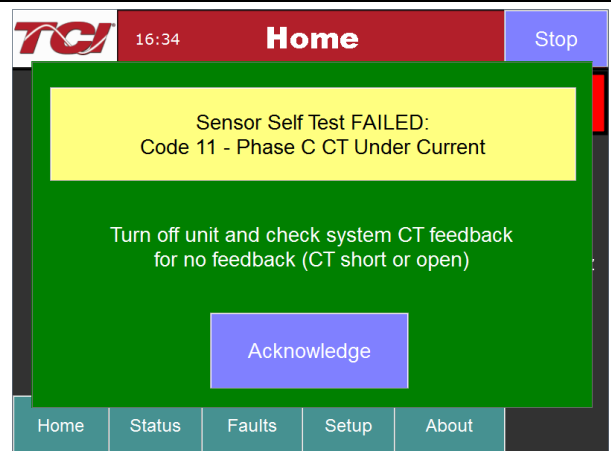 TCI
16:34
Home
Stop
Sensor Self Test FAILED:
Code 11 - Phase C CT Under Current
Turn off unit and check system CT feedback
for no feedback (CT short or open)
Acknowledge
Home
Status
Faults
Setup
About